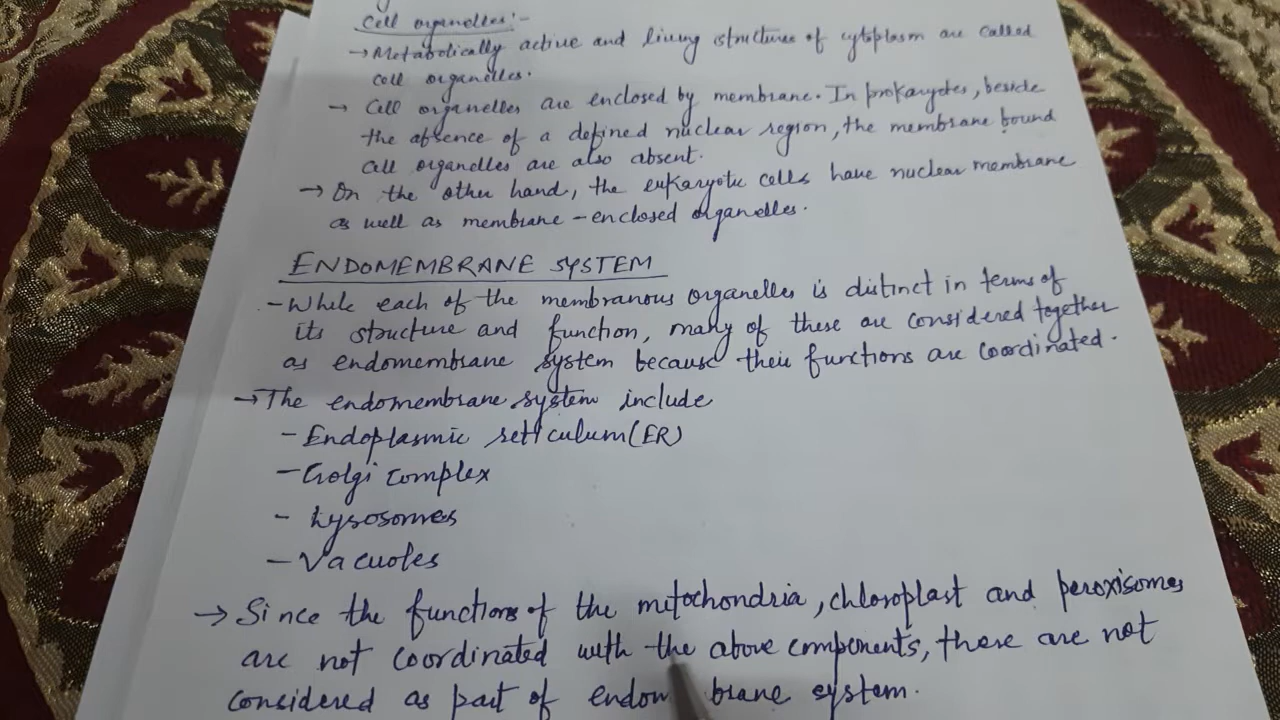 Cell organelles:-
→ Metabolically active and living structures of cytoplasm are called
cell organelles.
→ Cell organelles are enclosed by membrane. In prokaryotes, beside
the absence of a defined nuclear region, the membrane bound
cell organelles are also absent.
→ On the other hand, the eukaryotic cells have nuclear membrane
as well as membrane-enclosed organelles.
ENDOMEMBRANE SYSTEM
- While each of the membranous organelles is distinct in terms of
its structure and function, many of these are considered together
as endomembrane system because their functions are coordinated.
→ The endomembrane system include
- Endoplasmic reticulum (ER)
- Golgi complex
- Lysosomes
- Vacuoles
→ Since the functions of the mitochondria, chloroplast and peroxisomes
are not coordinated with the above components, these are not
considered as part of endom brane system.